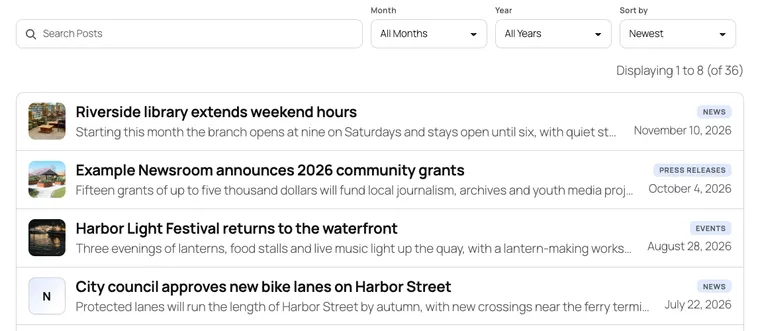 Month
Year
Sort by
Search Posts
All Months
All Years
Newest
Displaying 1 to 8 (of 36)
Riverside library extends weekend hours
NEWS
Starting this month the branch opens at nine on Saturdays and stays open until six, with quiet st...
November 10, 2026
Example Newsroom announces 2026 community grants
PRESS RELEASES
Fifteen grants of up to five thousand dollars will fund local journalism, archives and youth media proj...
October 4, 2026
Harbor Light Festival returns to the waterfront
EVENTS
Three evenings of lanterns, food stalls and live music light up the quay, with a lantern-making works...
August 28, 2026
N
City council approves new bike lanes on Harbor Street
NEWS
Protected lanes will run the length of Harbor Street by autumn, with new crossings near the ferry termi...
July 22, 2026